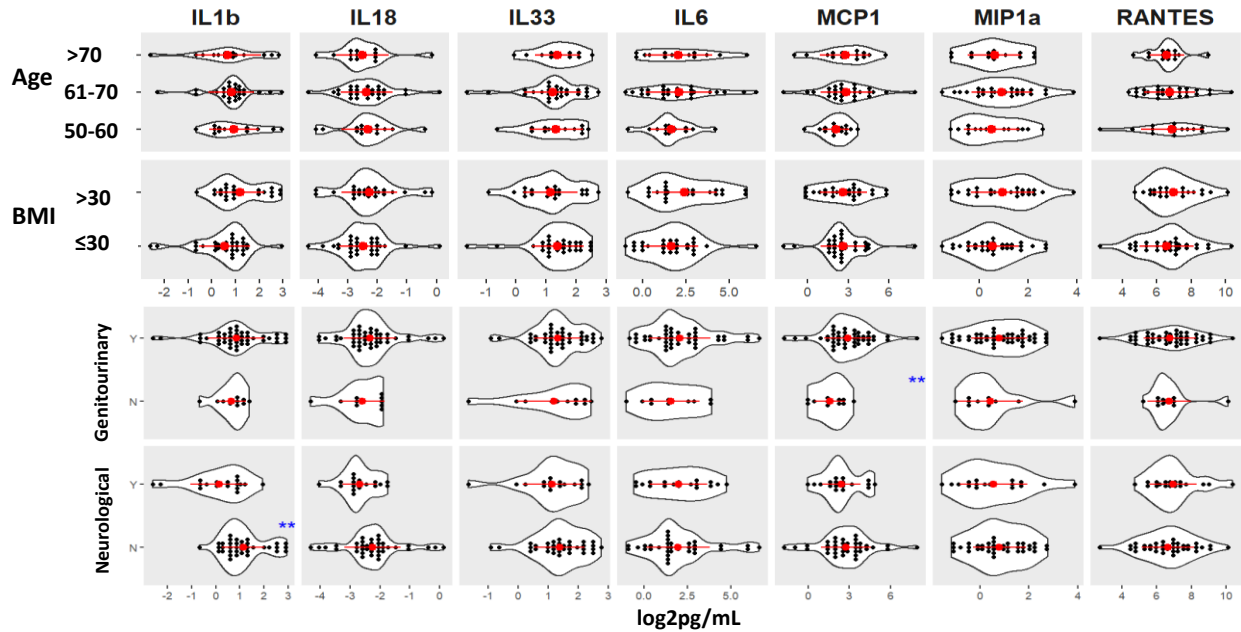 IL1b IL18 IL33 IL6 MCP1 MIP1a RANTES
Age
>70
61-70
50-60
BMI
>30
≤30
-2 -1 0 1 2 3 -4 -3 -2 -1 0 -1 0 1 2 3 0.0 2.5 5.0 0 3 6 0 2 4 4 6 8 10
Genitourinary
Y
N
**
Neurological
Y
N
**
-2 -1 0 1 2 3 -4 -3 -2 -1 0 -1 0 1 2 3 0.0 2.5 5.0 0 3 6 0 2 4 4 6 8 10
log2pg/mL